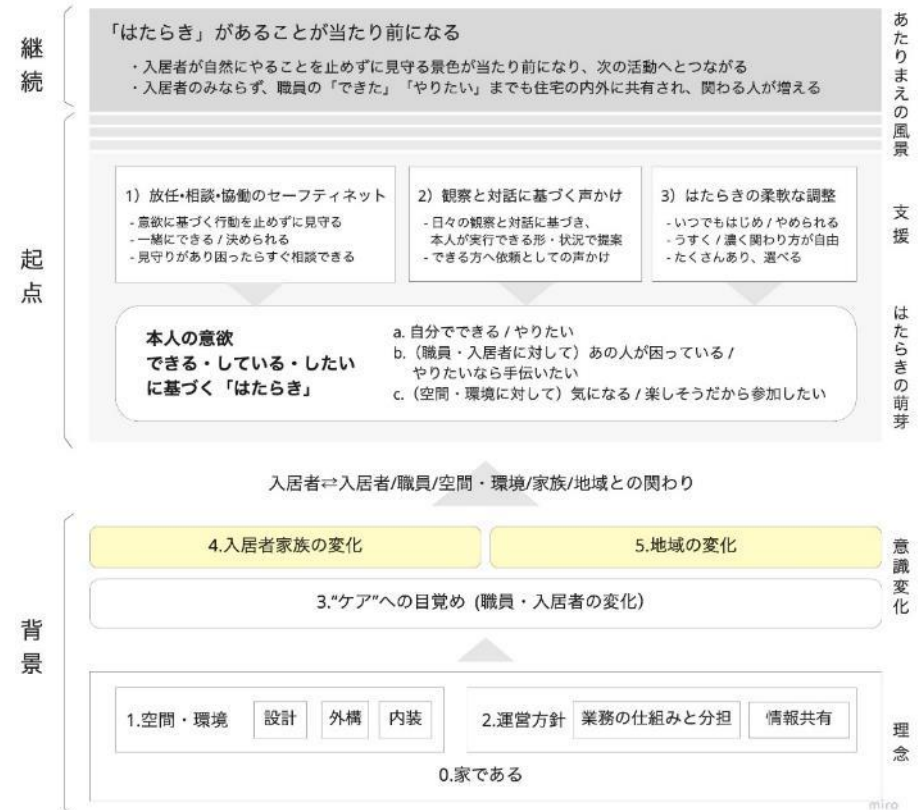 継続
「はたらき」があることが当たり前になる
・入居者が自然にやることを止めずに見守る景色が当たり前になり、次の活動へとつながる
・入居者のみならず、職員の「できた」「やりたい」までも住宅の内外に共有され、関わる人が増える
あたりまえの風景
起点
1）放任・相談・協働のセーフティネット
- 意欲に基づく行動を止めずに見守る
- 一緒にできる / 決められる
- 見守りがあり困ったらすぐ相談できる
2）観察と対話に基づく声かけ
- 日々の観察と対話に基づき、
本人が実行できる形・状況で提案
- できる方へ依頼としての声かけ
3）はたらきの柔軟な調整
- いつでもはじめ / やめられる
- うすく / 濃く関わり方が自由
- たくさんあり、選べる
支援
本人の意欲
できる・している・したい
に基づく「はたらき」
a. 自分でできる / やりたい
b.（職員・入居者に対して）あの人が困っている /
やりたいなら手伝いたい
c.（空間・環境に対して）気になる / 楽しそうだから参加したい
はたらきの萌芽
入居者⇄入居者/職員/空間・環境/家族/地域との関わり
背景
4.入居者家族の変化
5.地域の変化
3.“ケア”への目覚め (職員・入居者の変化）
意識変化
1.空間・環境
設計
外構
内装
2.運営方針
業務の仕組みと分担
情報共有
0.家である
理念
miro